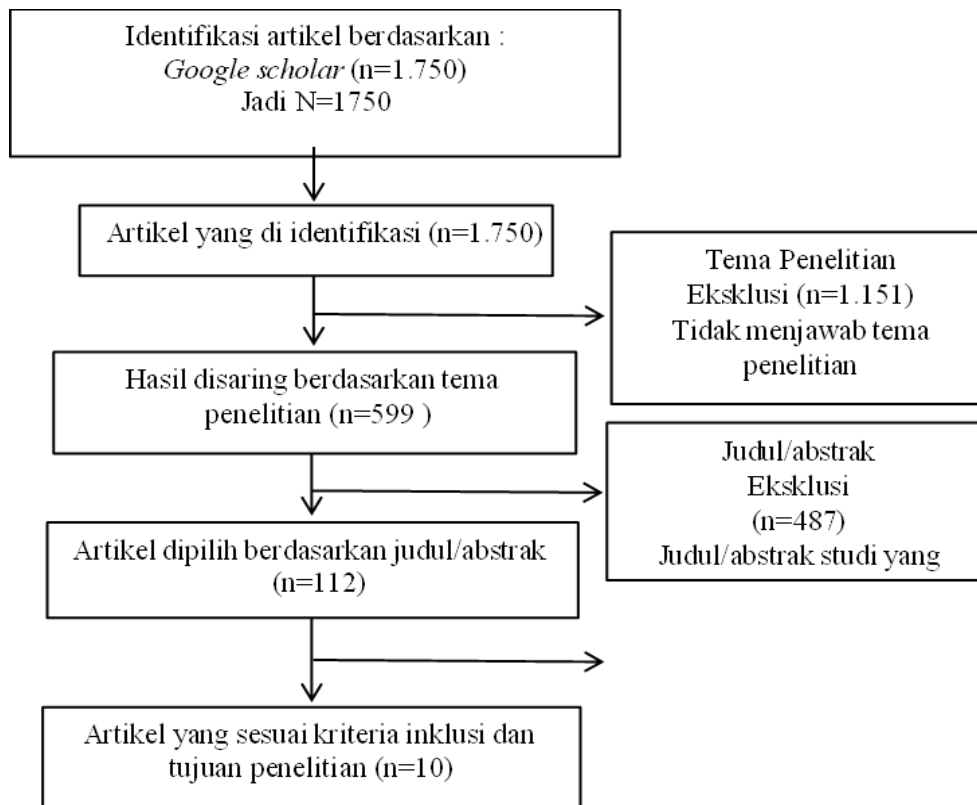 Identifikasi artikel berdasarkan :
Google scholar (n=1.750)
Jadi N=1750
Artikel yang di identifikasi (n=1.750)
Tema Penelitian
Eksklusi (n=1.151)
Tidak menjawab tema
penelitian
Hasil disaring berdasarkan tema
penelitian (n=599 )
Judul/abstrak
Eksklusi
(n=487)
Judul/abstrak studi yang
Artikel dipilih berdasarkan judul/abstrak
(n=112)
Artikel yang sesuai kriteria inklusi dan
tujuan penelitian (n=10)